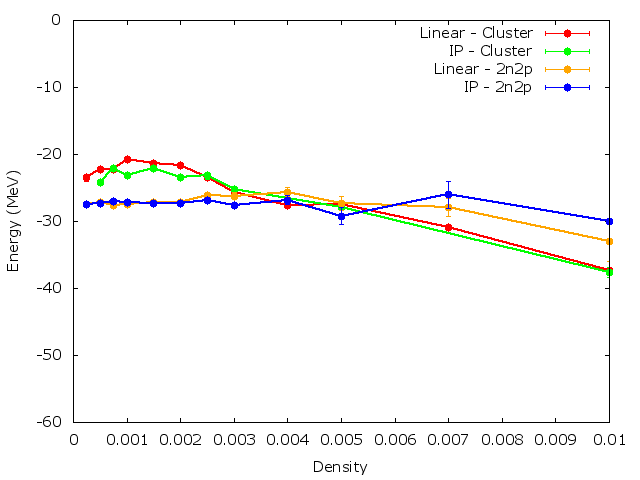 0
-10
-20
-30
-40
-50
-60
Energy (MeV)
Linear - Cluster
IP - Cluster
Linear - 2n2p
IP - 2n2p
0 0.001 0.002 0.003 0.004 0.005 0.006 0.007 0.008 0.009 0.01
Density